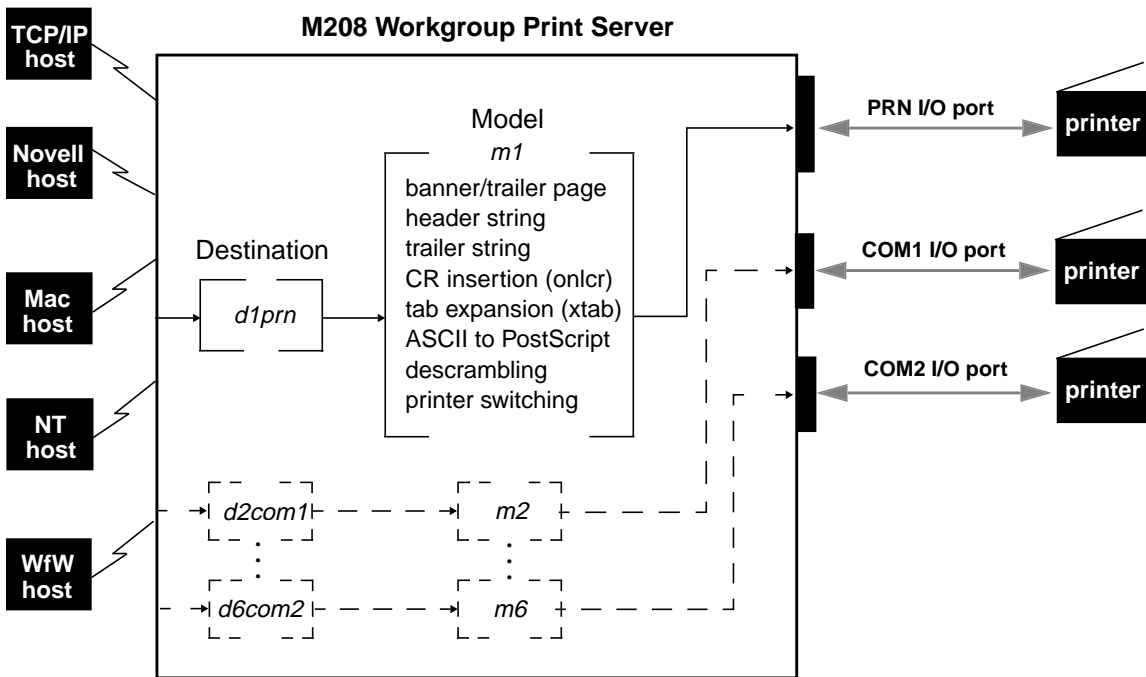 M208 Workgroup Print Server
TCP/IP
host
Novell
host
Mac
host
NT
host
WfW
host
Destination
d1prn
Model
m1
banner/trailer page
header string
trailer string
CR insertion (onlcr)
tab expansion (xtab)
ASCII to PostScript
descrambling
printer switching
d2com1
m2
d6com2
m6
PRN I/O port
printer
COM1 I/O port
printer
COM2 I/O port
printer